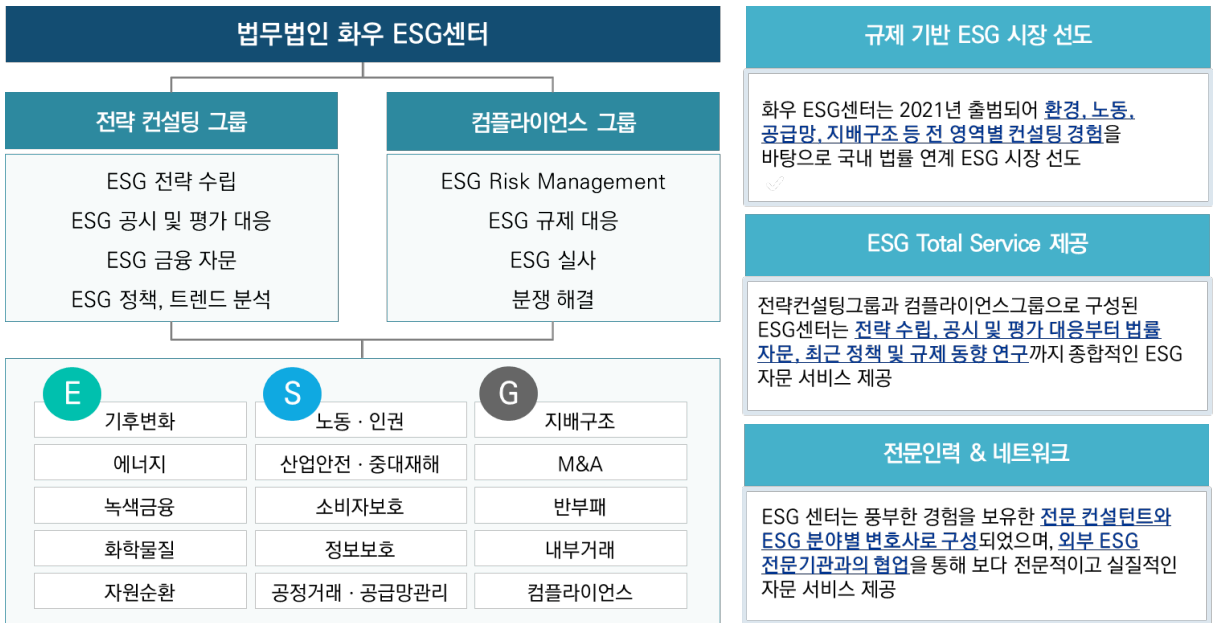 법무법인 화우 ESG센터
전략 컨설팅 그룹
ESG 전략 수립
ESG 공시 및 평가 대응
ESG 금융 자문
ESG 정책, 트렌드 분석
컴플라이언스 그룹
ESG Risk Management
ESG 규제 대응
ESG 실사
분쟁 해결
E
기후변화
에너지
녹색금융
화학물질
자원순환
S
노동 · 인권
산업안전 · 중대재해
소비자보호
정보보호
공정거래 · 공급망관리
G
지배구조
M&A
반부패
내부거래
컴플라이언스
규제 기반 ESG 시장 선도
화우 ESG센터는 2021년 출범되어 환경, 노동,
공급망, 지배구조 등 전 영역별 컨설팅 경험을
바탕으로 국내 법률 연계 ESG 시장 선도
ESG Total Service 제공
전략컨설팅그룹과 컴플라이언스그룹으로 구성된
ESG센터는 전략 수립, 공시 및 평가 대응부터 법률
자문, 최근 정책 및 규제 동향 연구까지 종합적인 ESG
자문 서비스 제공
전문인력 & 네트워크
ESG 센터는 풍부한 경험을 보유한 전문 컨설턴트와
ESG 분야별 변호사로 구성되었으며, 외부 ESG
전문기관과의 협업을 통해 보다 전문적이고 실질적인
자문 서비스 제공